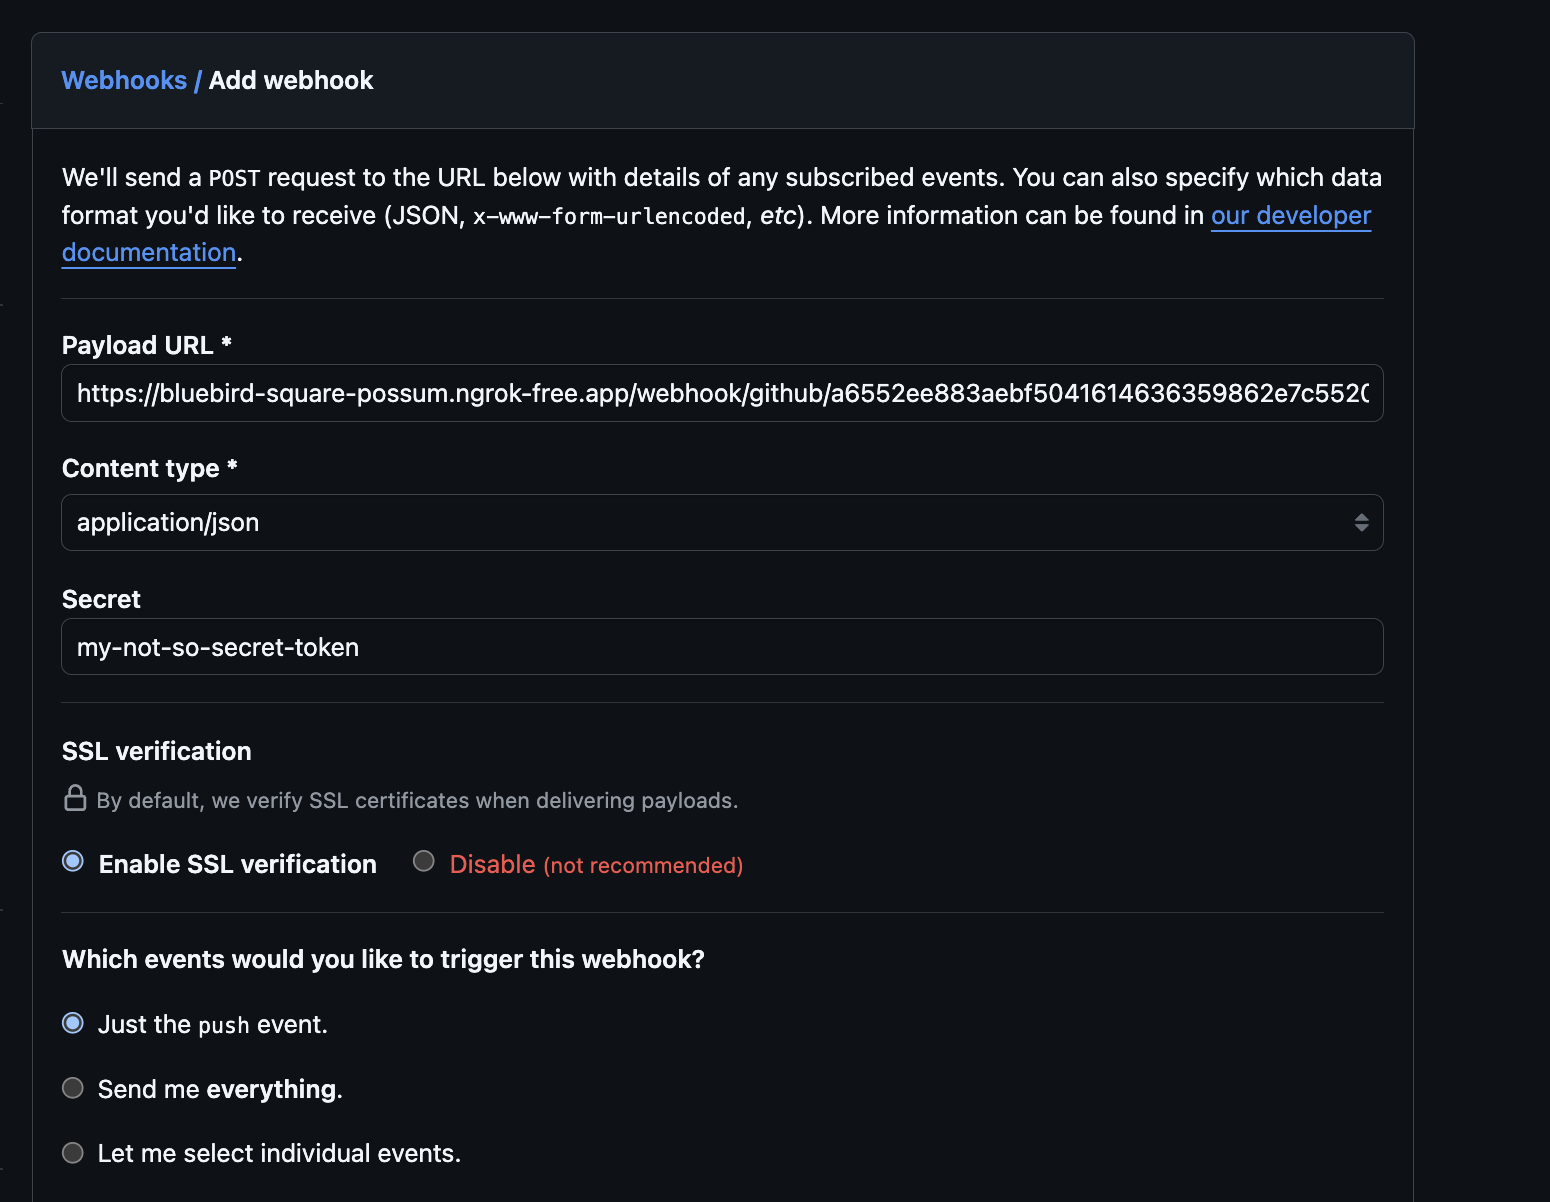 Webhooks / Add webhook
We'll send a POST request to the URL below with details of any subscribed events. You can also specify which data
format you'd like to receive (JSON, x-www-form-urlencoded, etc). More information can be found in our developer
documentation.
Payload URL *
https://bluebird-square-possum.ngrok-free.app/webhook/github/a6552ee883aebf5041614636359862e7c5520
Content type *
application/json
Secret
my-not-so-secret-token
SSL verification
By default, we verify SSL certificates when delivering payloads.
Enable SSL verification Disable (not recommended)
Which events would you like to trigger this webhook?
Just the push event.
Send me everything.
Let me select individual events.